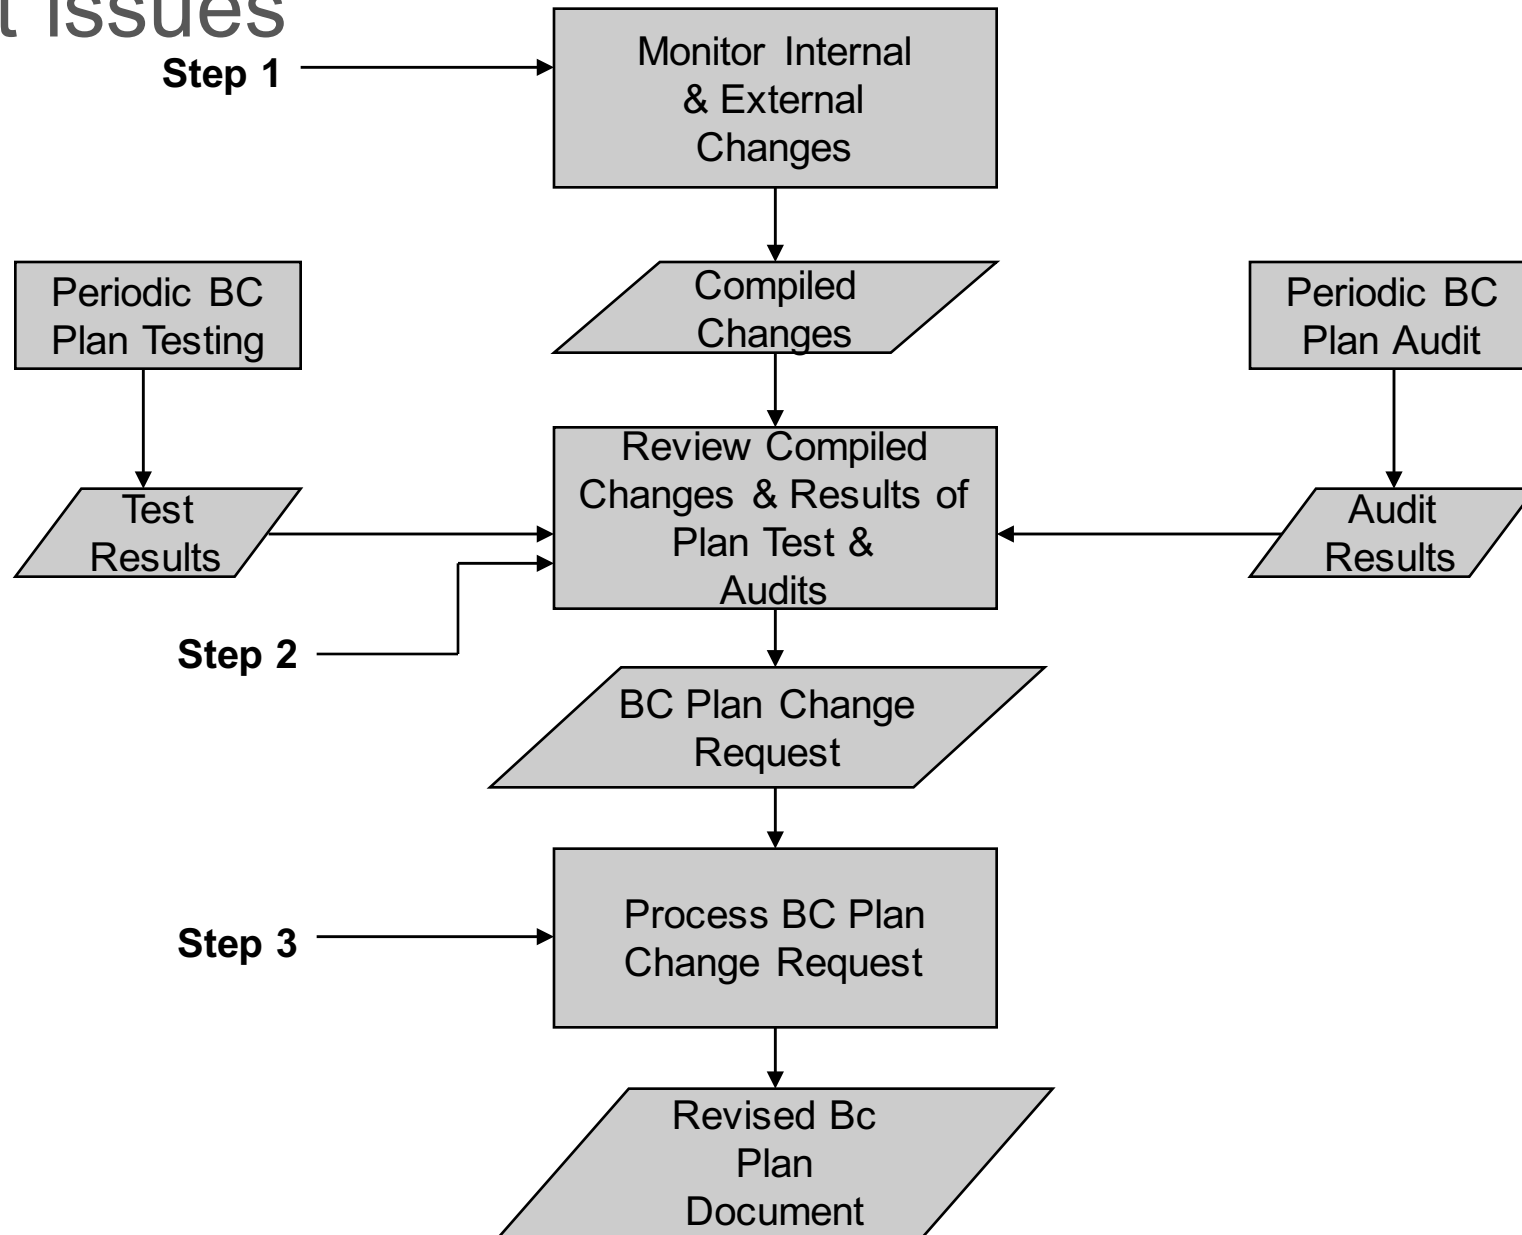 t issues
Step 1
Monitor Internal
& External
Changes
Compiled
Changes
Periodic BC
Plan Testing
Periodic BC
Plan Audit
Review Compiled
Changes & Results of
Plan Test &
Audits
Test
Results
Audit
Results
Step 2
BC Plan Change
Request
Step 3
Process BC Plan
Change Request
Revised Bc
Plan
Document